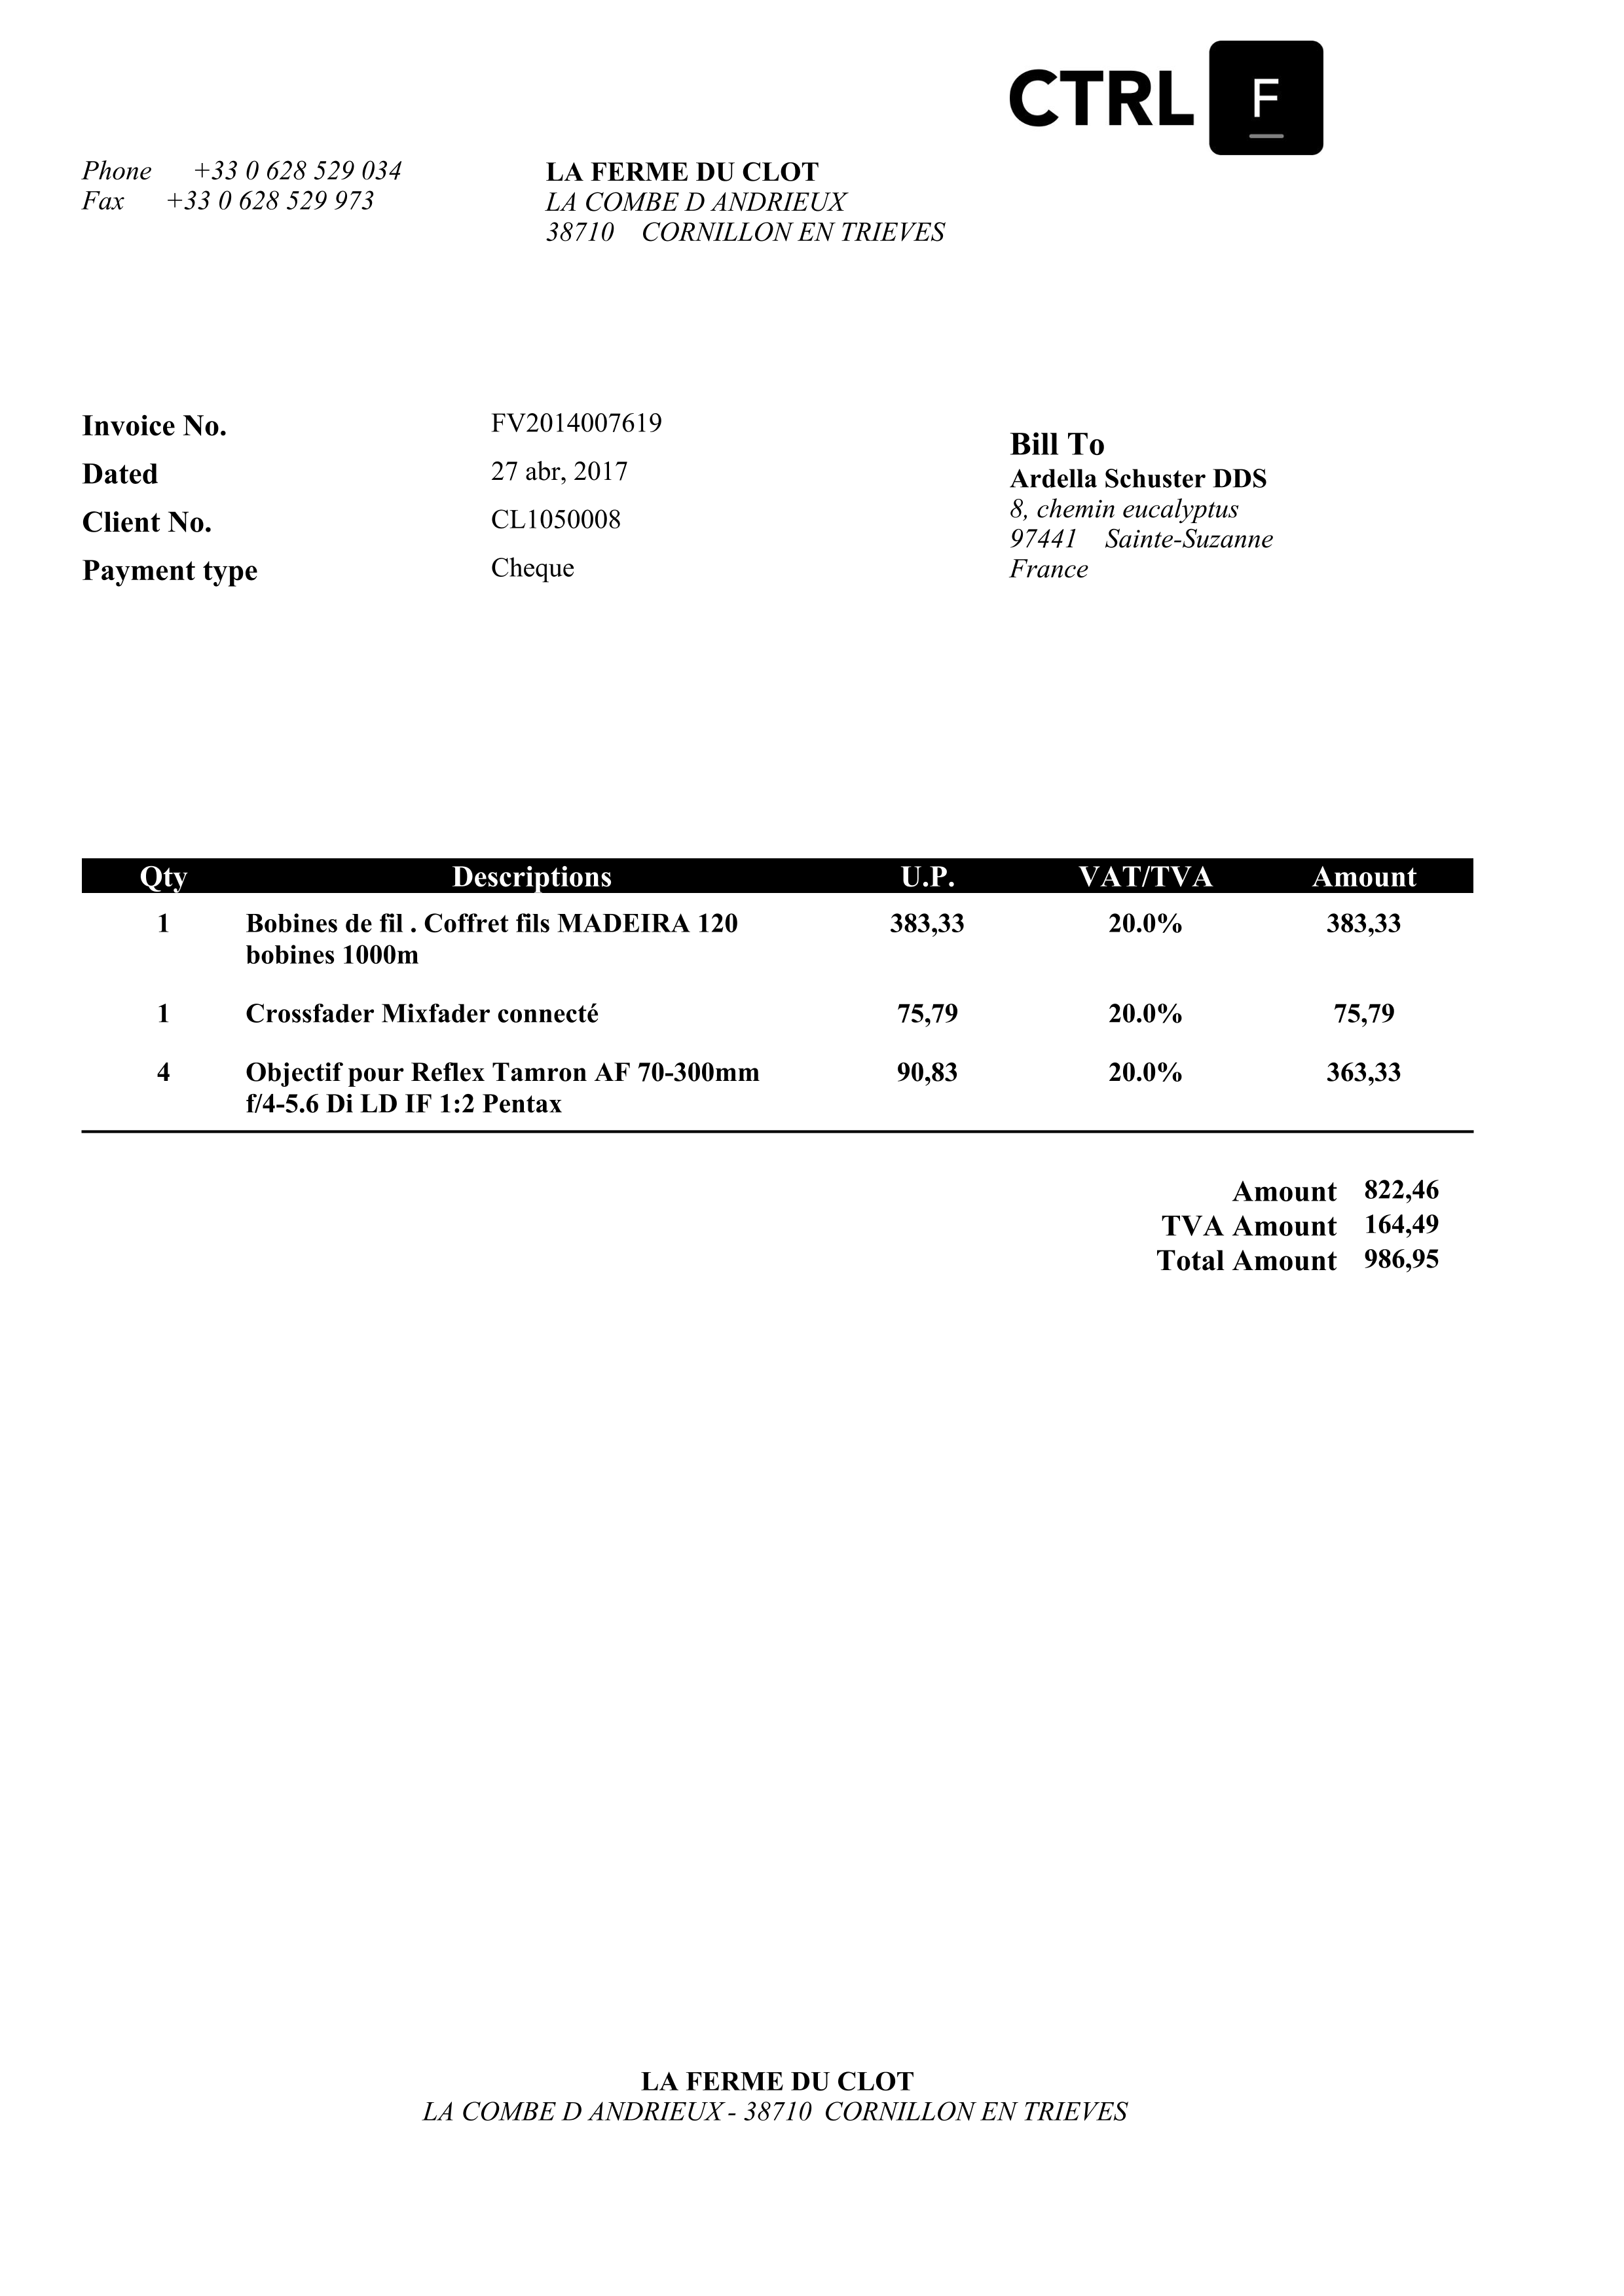 CTRL F
Phone +33 0 628 529 034
Fax +33 0 628 529 973
LA FERME DU CLOT
LA COMBE D ANDRIEUX
38710 CORNILLON EN TRIEVES
Invoice No. FV2014007619
Dated 27 abr, 2017
Client No. CL1050008
Payment type Cheque
Bill To
Ardella Schuster DDS
8, chemin eucalyptus
97441 Sainte-Suzanne
France
Qty Descriptions U.P. VAT/TVA Amount
1 Bobines de fil . Coffret fils MADEIRA 120 383,33 20.0% 383,33
bobines 1000m
1 Crossfader Mixfader connecté 75,79 20.0% 75,79
4 Objectif pour Reflex Tamron AF 70-300mm 90,83 20.0% 363,33
f/4-5.6 Di LD IF 1:2 Pentax
Amount 822,46
TVA Amount 164,49
Total Amount 986,95
LA FERME DU CLOT
LA COMBE D ANDRIEUX - 38710 CORNILLON EN TRIEVES